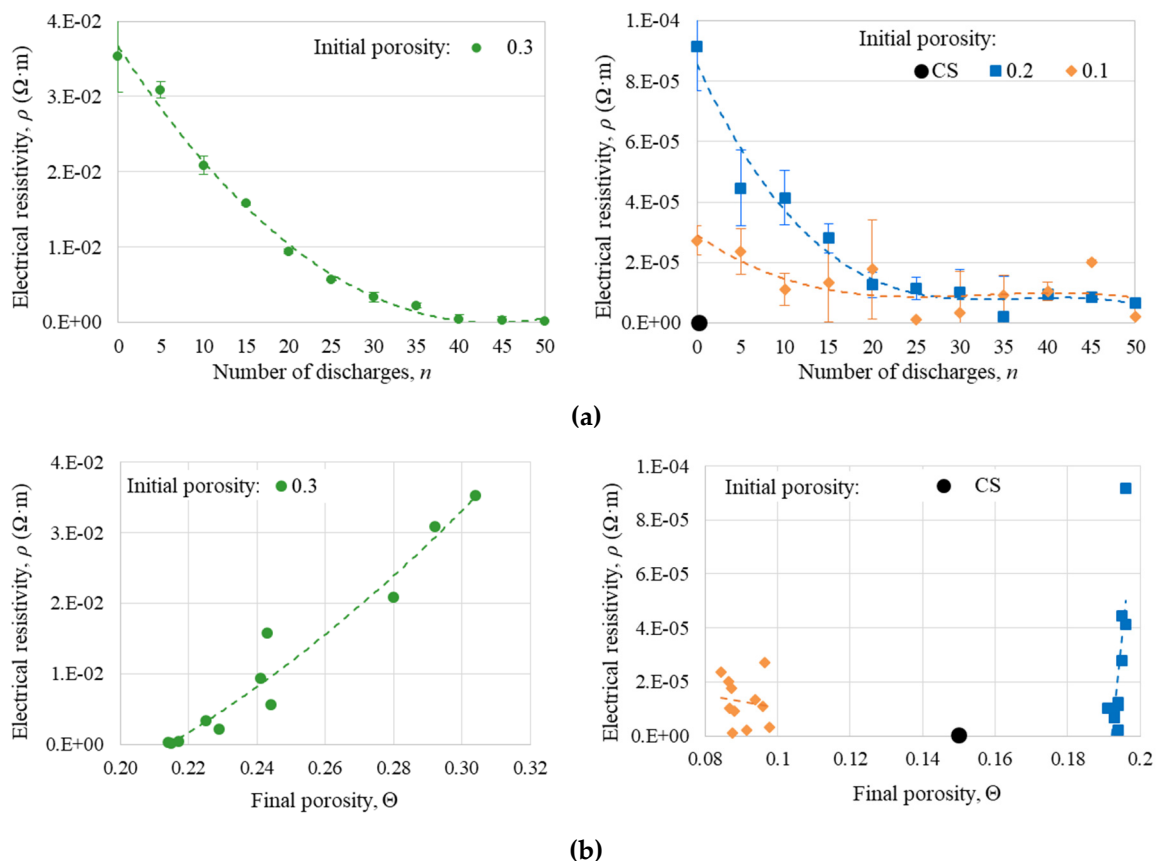 Electrical resistivity, ρ (Ω·m)
4.E-02
3.E-02
2.E-02
1.E-02
0.E+00
Initial porosity: 0.3
0 5 10 15 20 25 30 35 40 45 50
Number of discharges, n
Electrical resistivity, ρ (Ω·m)
1.E-04
8.E-05
6.E-05
4.E-05
2.E-05
0.E+00
Initial porosity:
CS 0.2 0.1
0 5 10 15 20 25 30 35 40 45 50
Number of discharges, n
(a)
Electrical resistivity, ρ (Ω·m)
4.E-02
3.E-02
2.E-02
1.E-02
0.E+00
Initial porosity: 0.3
0.20 0.22 0.24 0.26 0.28 0.30 0.32
Final porosity, Θ
Electrical resistivity, ρ (Ω·m)
1.E-04
8.E-05
6.E-05
4.E-05
2.E-05
0.E+00
Initial porosity: CS
0.08 0.1 0.12 0.14 0.16 0.18 0.2
Final porosity, Θ
(b)